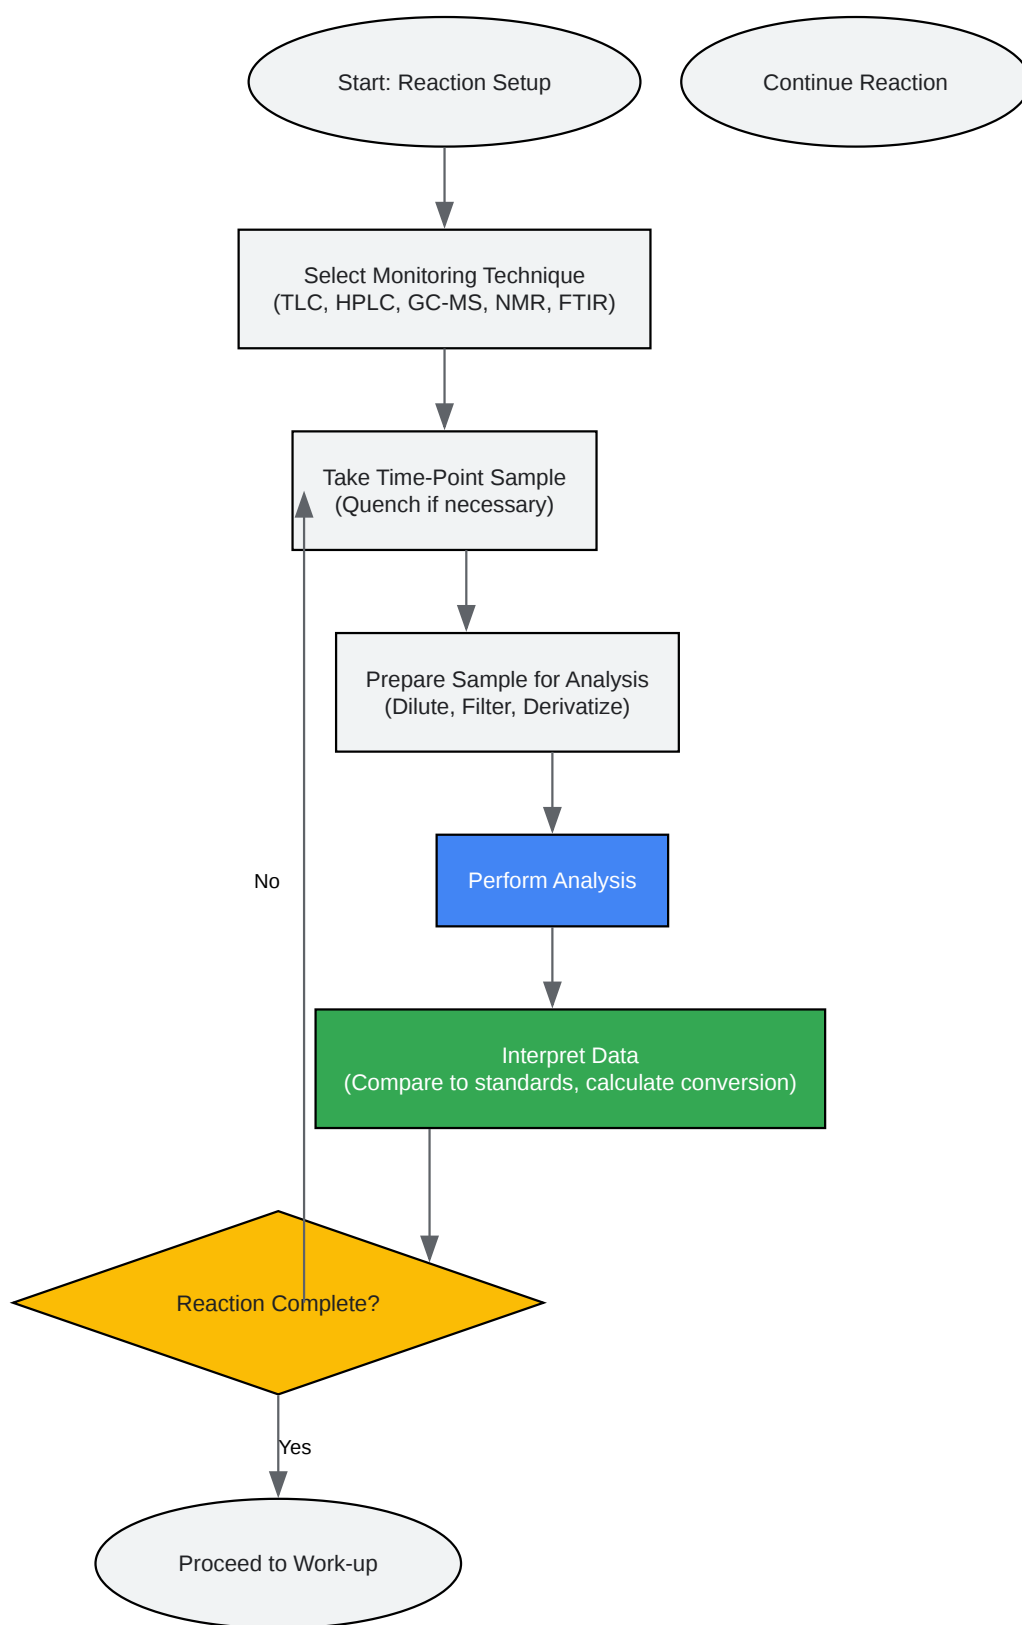 Start: Reaction Setup
Continue Reaction
Select Monitoring Technique
(TLC, HPLC, GC-MS, NMR, FTIR)
Take Time-Point Sample
(Quench if necessary)
Prepare Sample for Analysis
(Dilute, Filter, Derivatize)
Perform Analysis
No
Interpret Data
(Compare to standards, calculate conversion)
Reaction Complete?
Yes
Proceed to Work-up